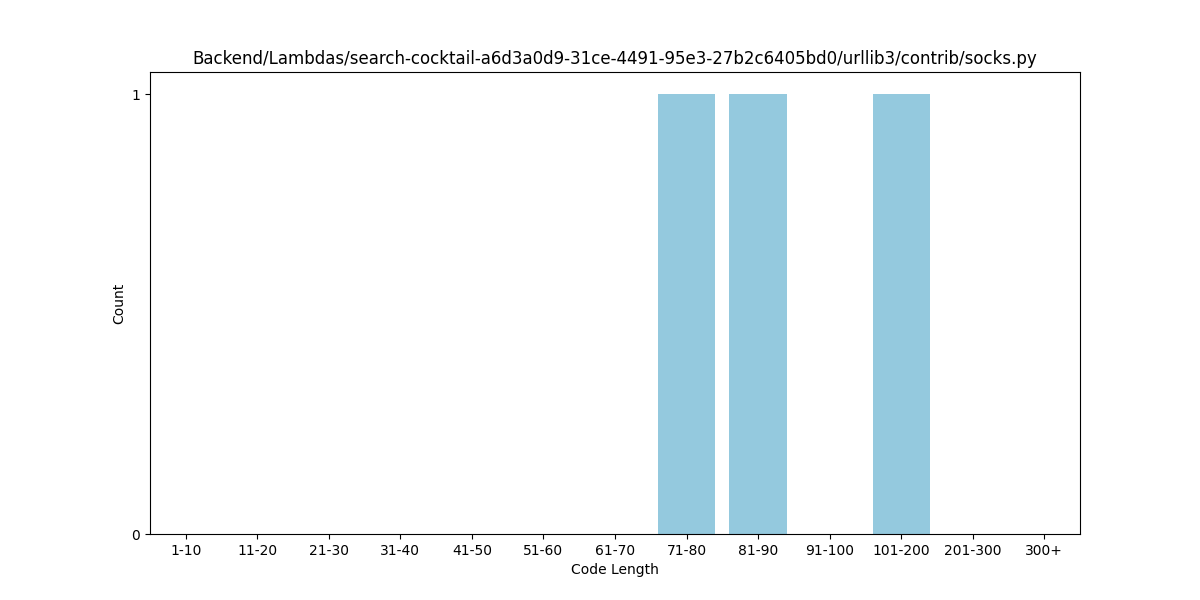 Backend/Lambdas/search-cocktail-a6d3a0d9-31ce-4491-95e3-27b2c6405bd0/urllib3/contrib/socks.py
1
Count
0
1-10 11-20 21-30 31-40 41-50 51-60 61-70 71-80 81-90 91-100 101-200 201-300 300+
Code Length